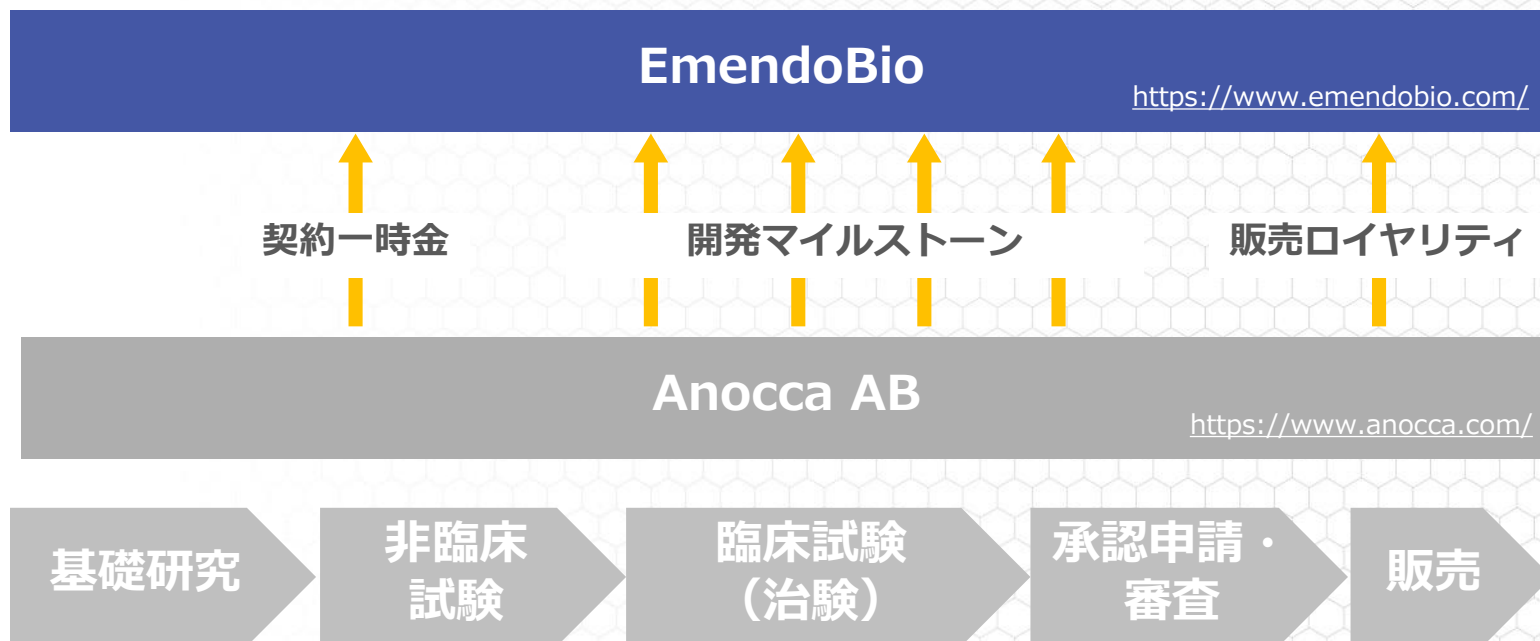 EmendoBio
https://www.emendobio.com/
契約一時金
開発マイルストーン
販売ロイヤリティ
Anocca AB
https://www.anocca.com/
基礎研究
非臨床
試験
臨床試験
（治験）
承認申請・
審査
販売